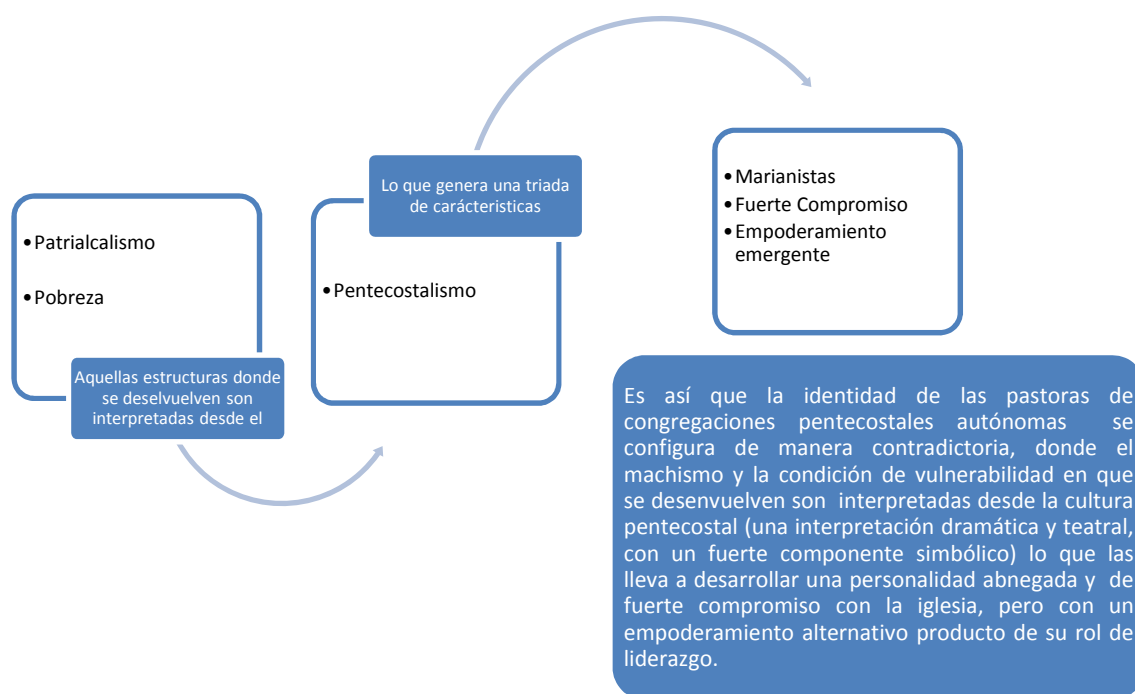 •Patrialcalismo
•Pobreza
Aquellas estructuras donde
se deselvuelven son
interpretadas desde el
•Pentecostalismo
Lo que genera una triada
de carácteristicas
•Marianistas
•Fuerte Compromiso
•Empoderamiento
emergente
Es así que la identidad de las pastoras de
congregaciones pentecostales autónomas se
configura de manera contradictoria, donde el
machismo y la condición de vulnerabilidad en que
se desenvuelven son interpretadas desde la cultura
pentecostal (una interpretación dramática y teatral,
con un fuerte componente simbólico) lo que las
lleva a desarrollar una personalidad abnegada y de
fuerte compromiso con la iglesia, pero con un
empoderamiento alternativo producto de su rol de
liderazgo.